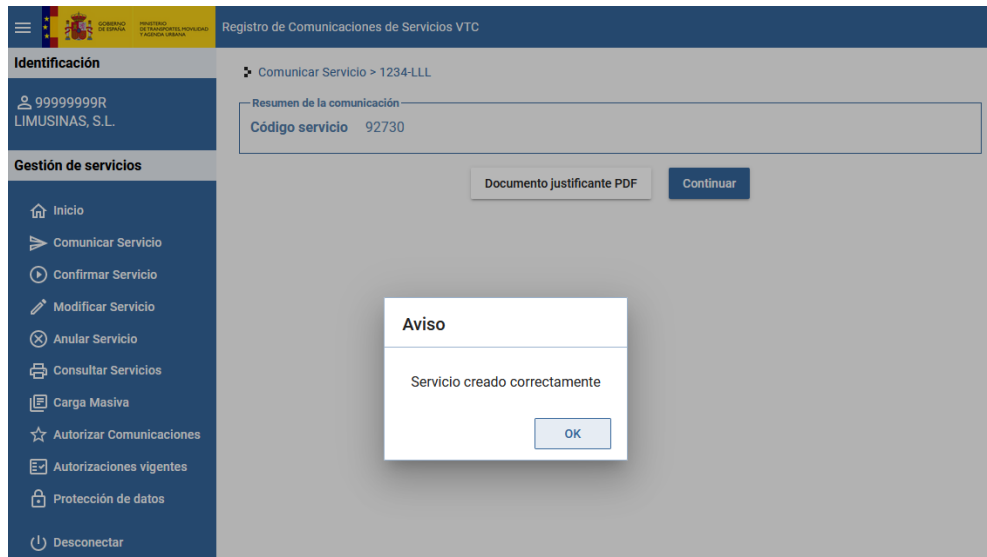 GOBIERNO
DE ESPAÑA
MINISTERIO
DE TRANSPORTES, MOVILIDAD
Y AGENDA URBANA
Registro de Comunicaciones de Servicios VTC
Identificación
99999999R
LIMUSINAS, S.L.
Gestión de servicios
Inicio
Comunicar Servicio
Confirmar Servicio
Modificar Servicio
Anular Servicio
Consultar Servicios
Carga Masiva
Autorizar Comunicaciones
Autorizaciones vigentes
Protección de datos
Desconectar
Comunicar Servicio > 1234-LLL
Resumen de la comunicación
Código servicio 92730
Documento justificante PDF
Continuar
Aviso
Servicio creado correctamente
OK